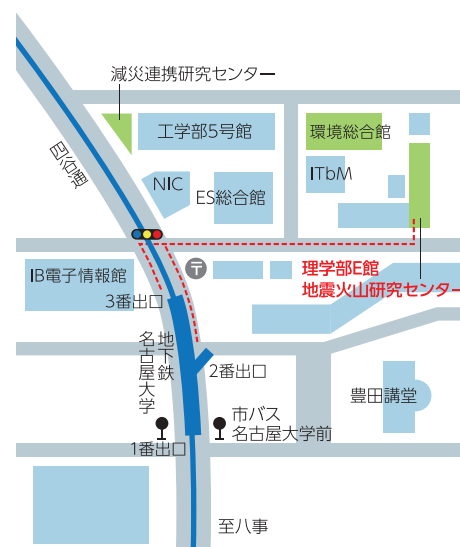 減災連携研究センター
工学部5号館
環境総合館
四谷通
NIC
ES総合館
ITbM
〒
IB電子情報館
理学部E館
地震火山研究センター
3番出口
地下鉄
名古屋大学
2番出口
豊田講堂
市バス
名古屋大学前
1番出口
至八事